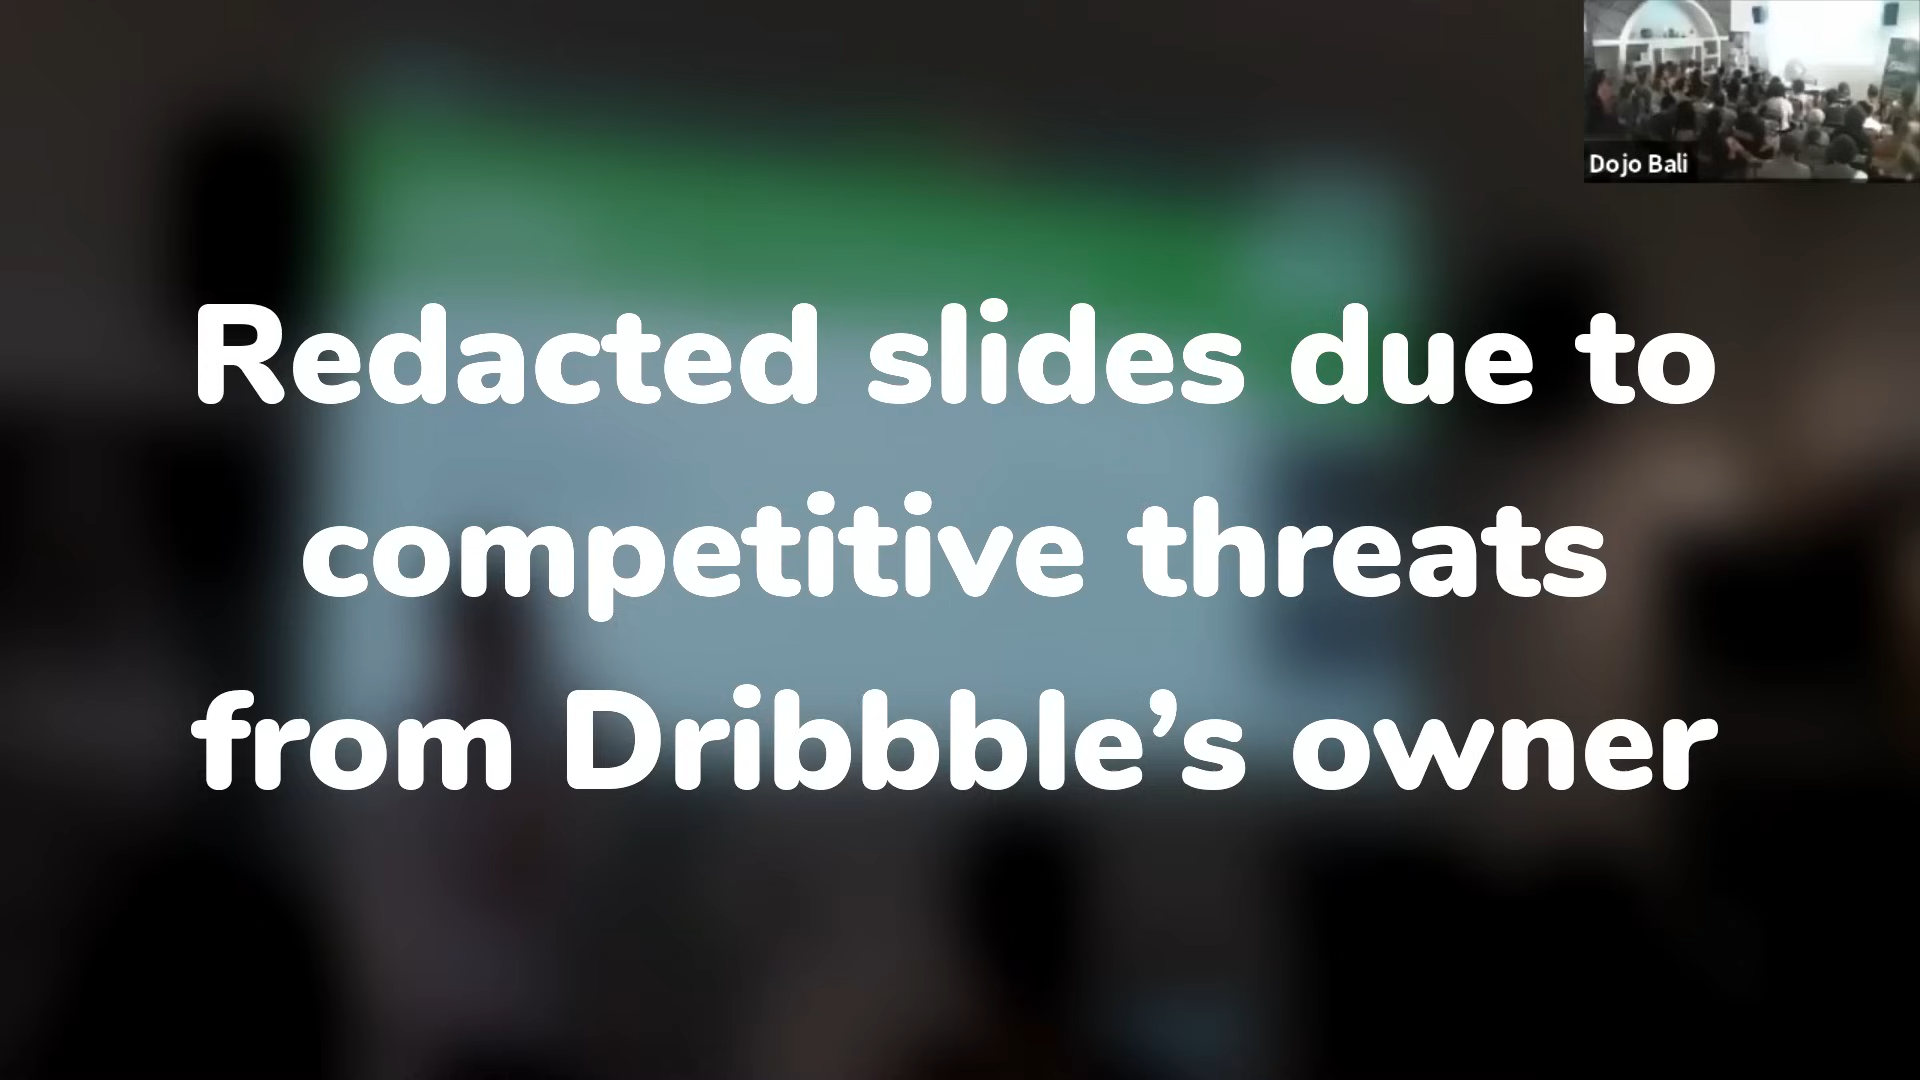 Dojo Bali
Redacted slides due to
competitive threats
from Dribbble’s owner